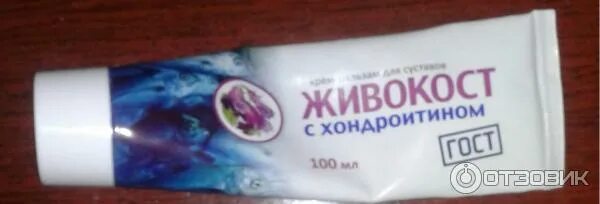 крем-бальзам для суставов
ЖИВОКОСТ
с хондроитином
100 мл
ГОСТ
ОТЗОВИК